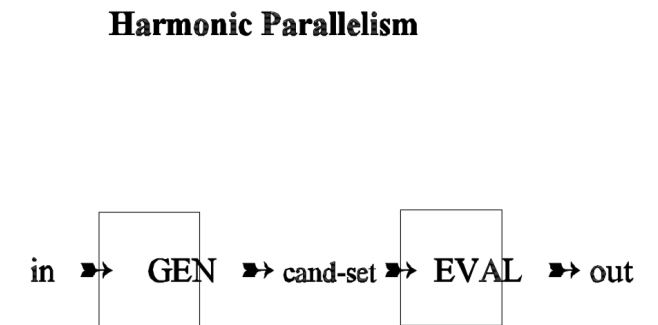 Harmonic Parallelism
in ➽ GEN ➽ cand-set ➽ EVAL ➽ out